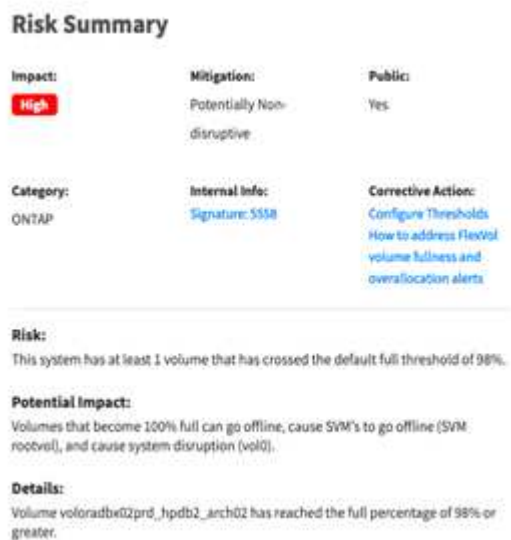 Risk Summary
Impact: Mitigation: Public:
High Potentially Non- Yes
disruptive
Category: Internal Info: Corrective Action:
ONTAP Signature: 5558 Configure Thresholds
How to address FlexVol
volume fullness and
overallocation alerts
Risk:
This system has at least 1 volume that has crossed the default full threshold of 98%.
Potential Impact:
Volumes that become 100% full can go offline, cause SVM's to go offline (SVM
rootvol), and cause system disruption (vol0).
Details:
Volume voloradbx02prd_hpdb2_arch02 has reached the full percentage of 98% or
greater.